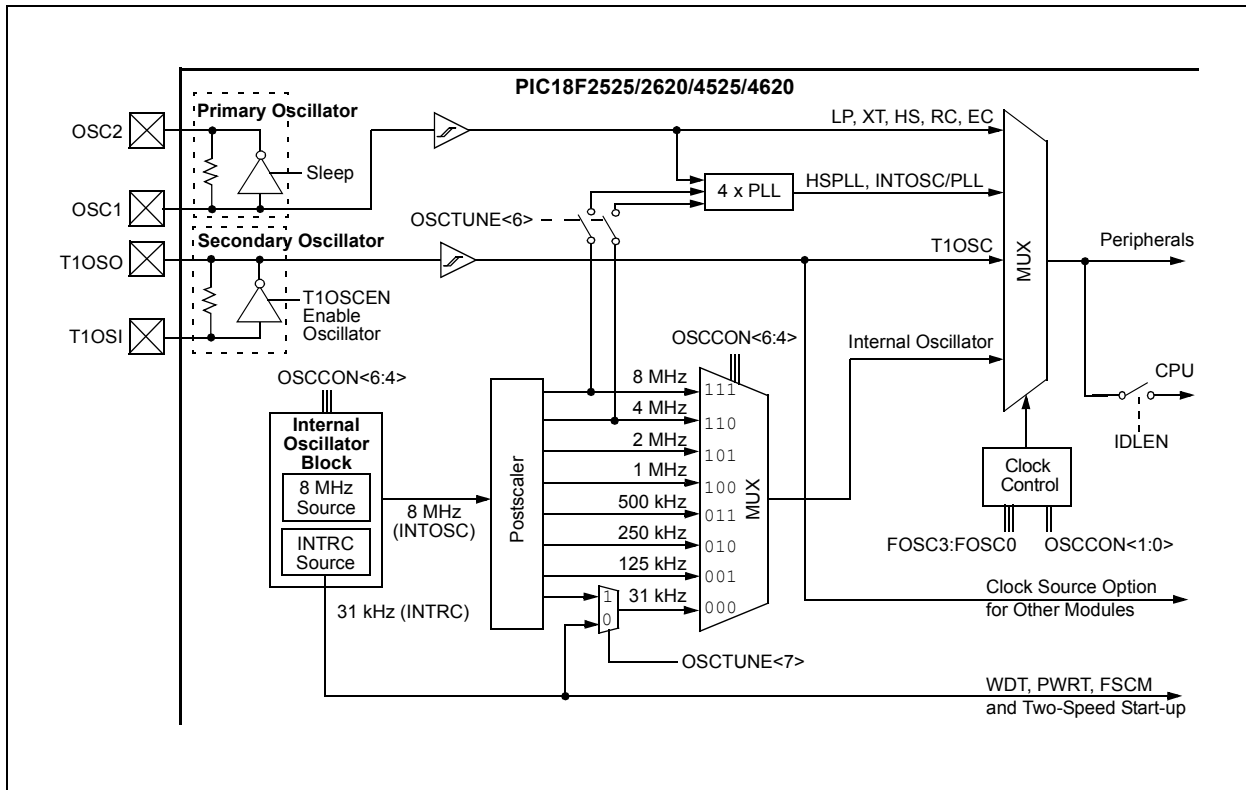 PIC18F2525/2620/4525/4620
Primary Oscillator
OSC2
Sleep
OSC1
LP, XT, HS, RC, EC
4 x PLL
HSPLL, INTOSC/PLL
OSCTUNE<6>
Secondary Oscillator
T1OSO
T1OSC
T1OSCEN
Enable
Oscillator
T1OSI
MUX
Peripherals
Internal Oscillator
CPU
IDLEN
Clock
Control
FOSC3:FOSC0
OSCCON<1:0>
OSCCON<6:4>
Internal
Oscillator
Block
8 MHz
Source
INTRC
Source
8 MHz
(INTOSC)
31 kHz (INTRC)
Postscaler
OSCCON<6:4>
8 MHz
111
4 MHz
110
2 MHz
101
1 MHz
100
500 kHz
011
250 kHz
010
125 kHz
001
1
0
31 kHz
000
MUX
OSCTUNE<7>
Clock Source Option
for Other Modules
WDT, PWRT, FSCM
and Two-Speed Start-up